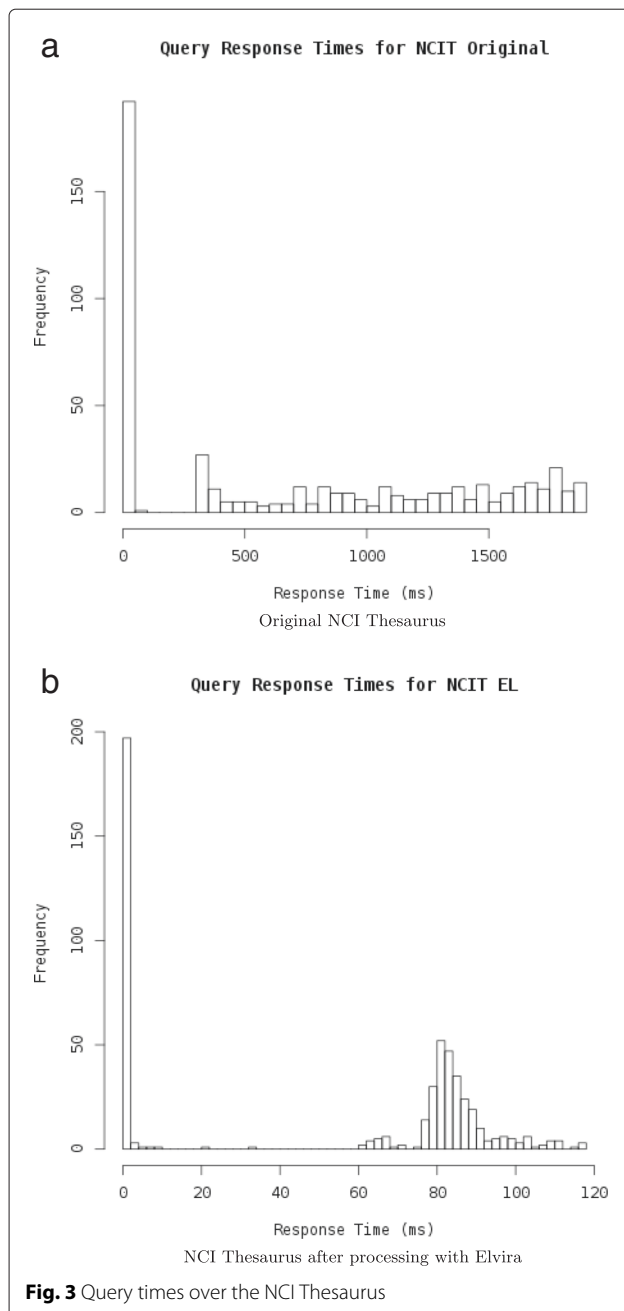 a
Query Response Times for NCIT Original
Frequency
0
50
100
150
0 500 1000 1500
Response Time (ms)
Original NCI Thesaurus
b
Query Response Times for NCIT EL
Frequency
0
50
100
150
200
0 20 40 60 80 100 120
Response Time (ms)
NCI Thesaurus after processing with Elvira
Fig. 3 Query times over the NCI Thesaurus